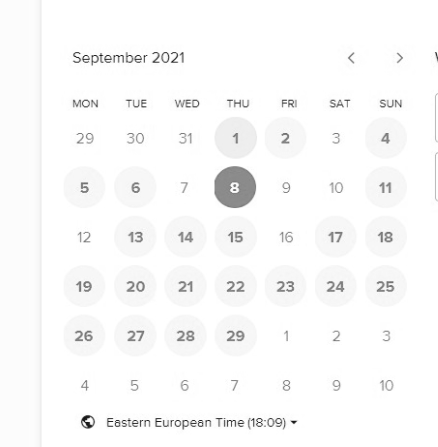 September 2021
MON TUE WED THU FRI SAT SUN
29 30 31 1 2 3 4
5 6 7 8 9 10 11
12 13 14 15 16 17 18
19 20 21 22 23 24 25
26 27 28 29 1 2 3
4 5 6 7 8 9 10
Eastern European Time (18:09)